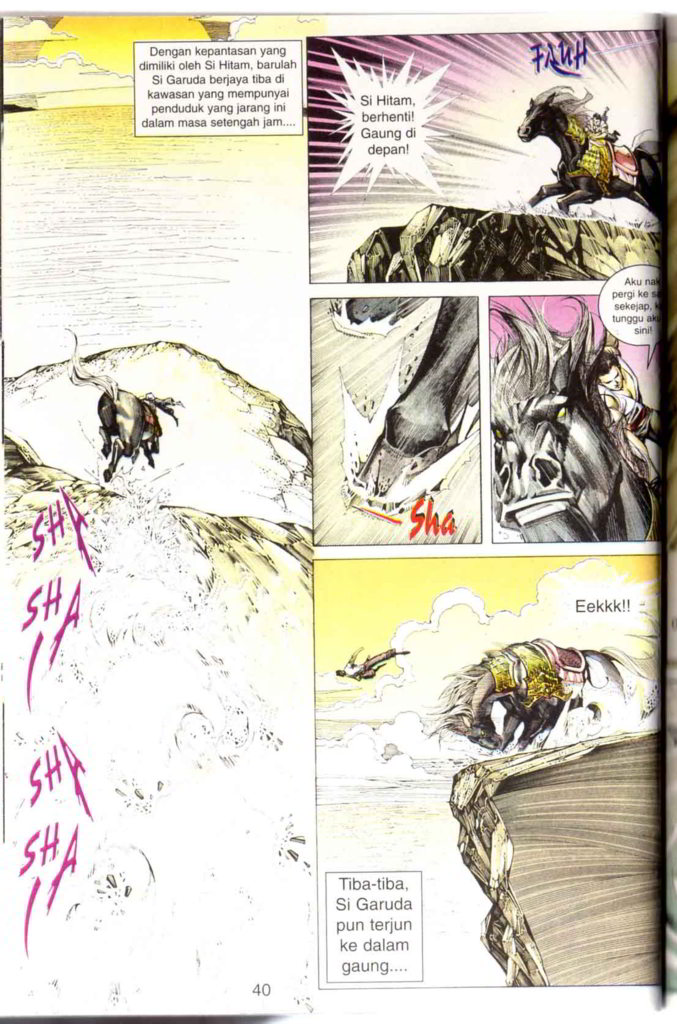 Dengan kepantasan yang
dimiliki oleh Si Hitam, barulah
Si Garuda berjaya tiba di
kawasan yang mempunyai
penduduk yang jarang ini
dalam masa setengah jam....
SHA
SHA
SHA
SHA
Si Hitam,
berhenti!
Gaung di
depan!
Sha
Aku nak
pergi ke
sekejap,
tunggu
sini!
Eekkk!!
Tiba-tiba,
Si Garuda
pun terjun
ke dalam
gaung....
40